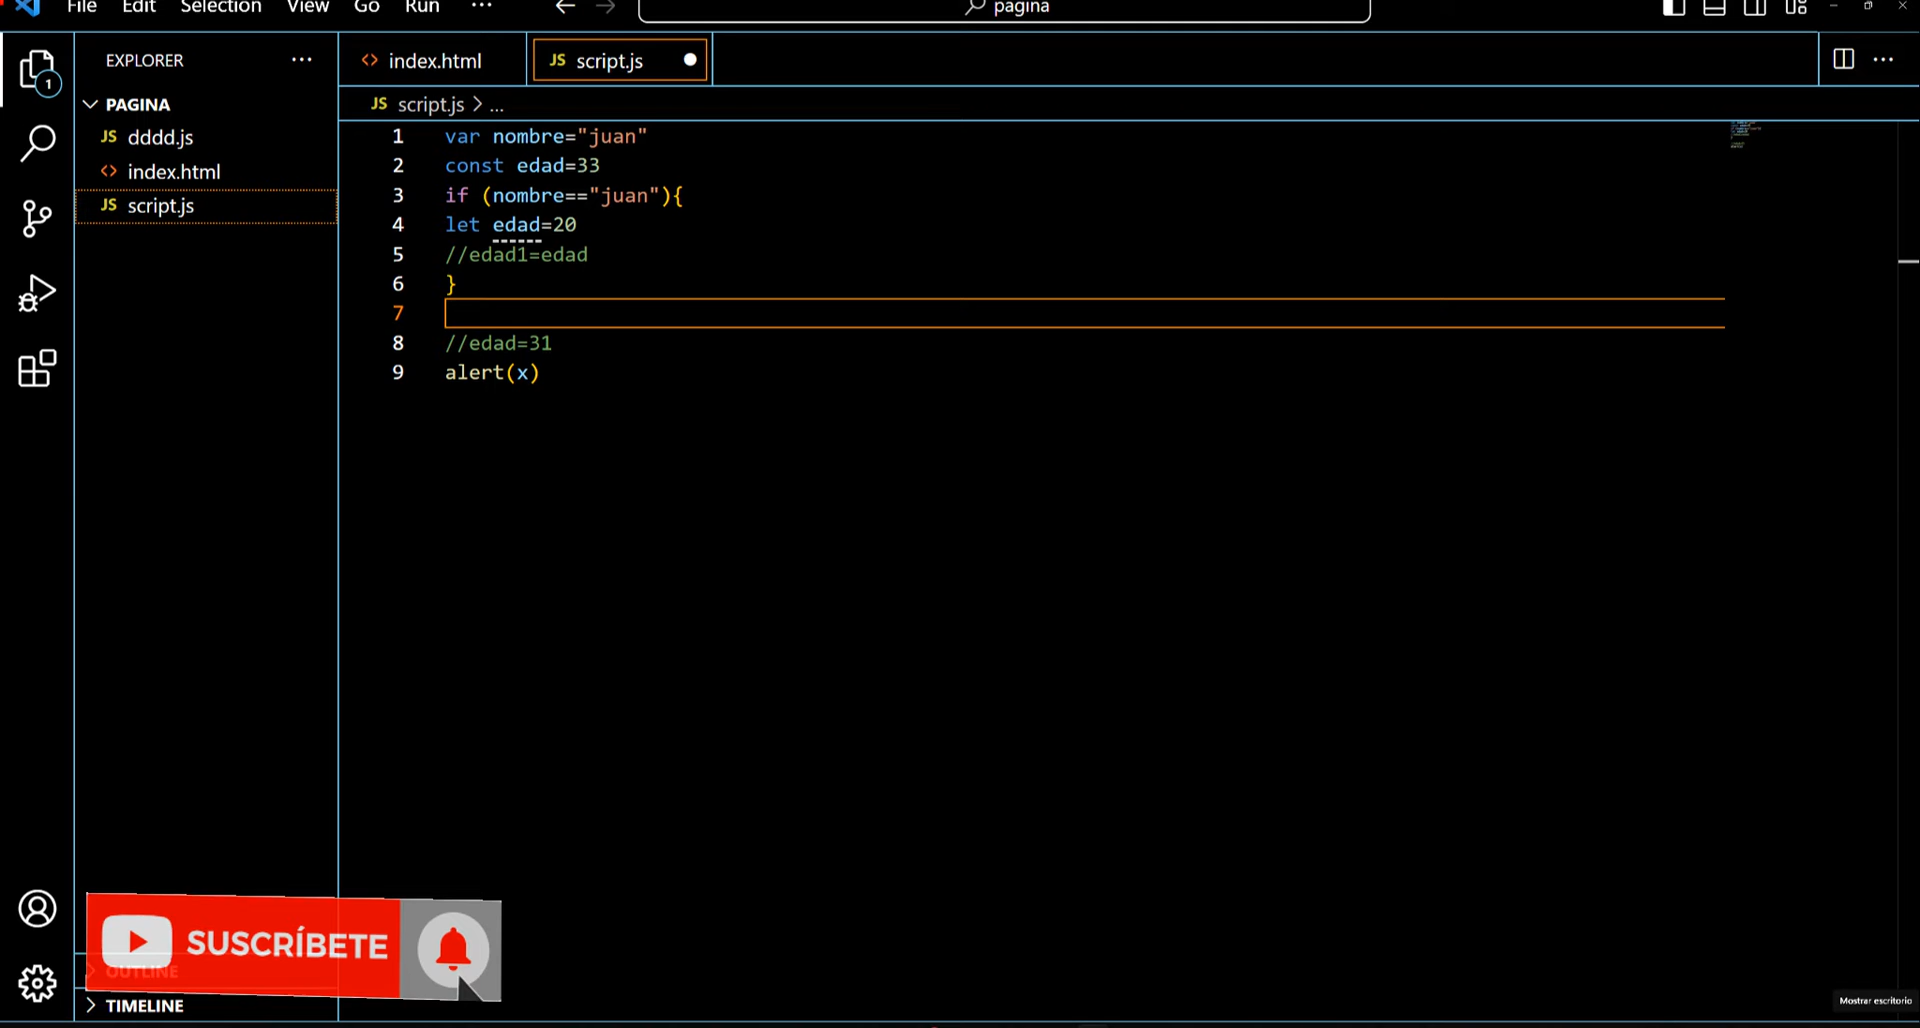 File Edit Selection View Go Run ...
pagina
EXPLORER ...
index.html
JS script.js
PAGINA
JS script.js > ...
JS dddd.js
index.html
JS script.js
1
1 var nombre="juan"
2 const edad=33
3 if (nombre=="juan"){
4 let edad=20
5 //edad1=edad
6 }
7
8 //edad=31
9 alert(x)
SUSCRÍBETE
OUTLINE
TIMELINE
Mostrar escritorio